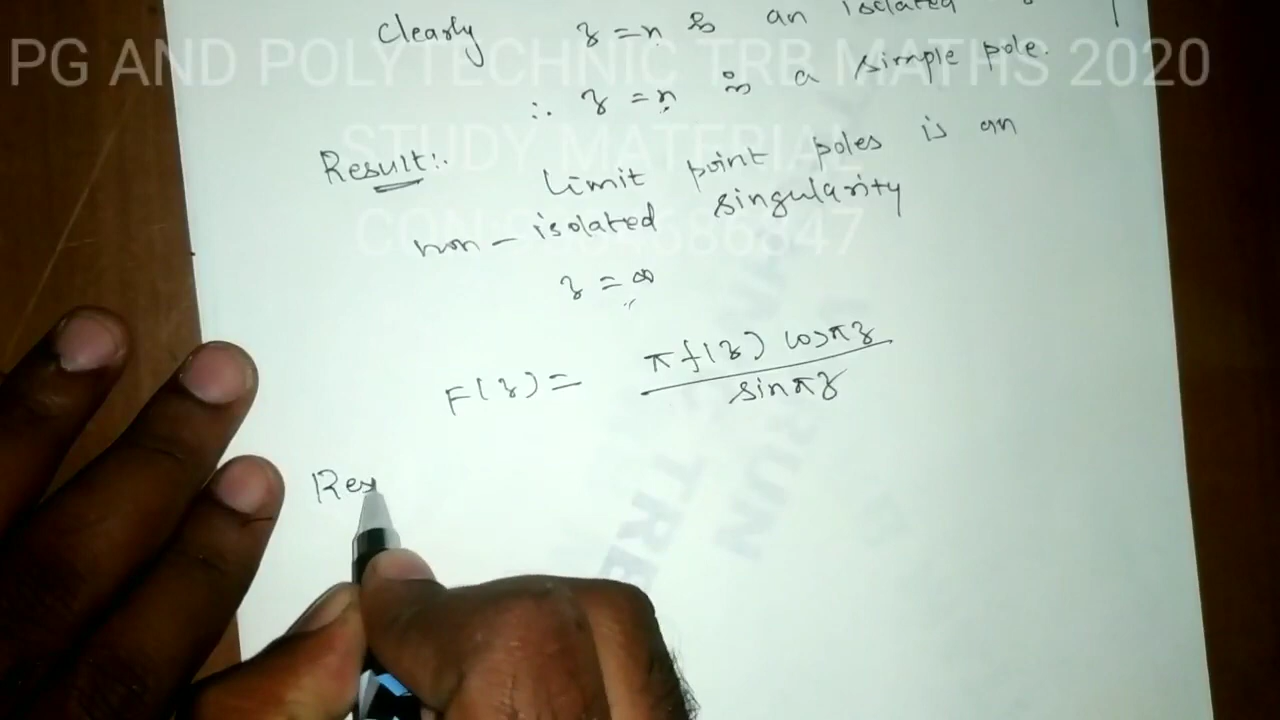 Clearly z = n is an isolated
PG AND POLYTECHNIC TRB MATHS 2020
∴ z = n is a simple pole.
STUDY MATERIAL
Result:. Limit point poles is an
non - isolated singularity
z = ∞
F(z) = πf(z) cosπz / sinπz
Res